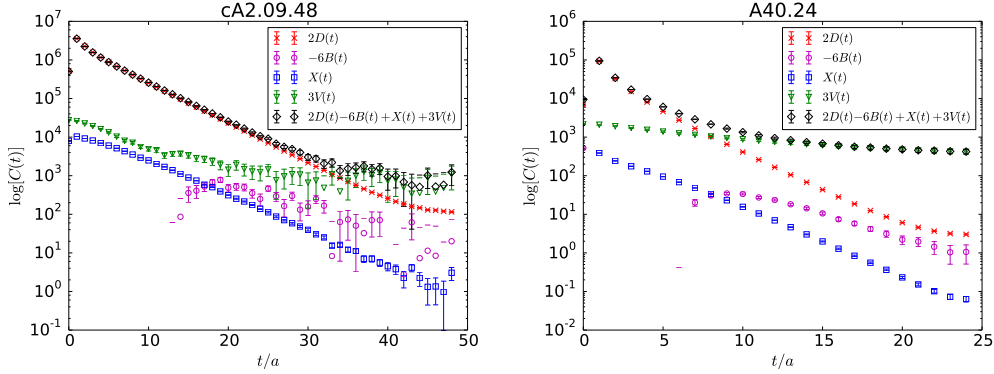 cA2.09.48
log[C(t)]
10^7
10^6
10^5
10^4
10^3
10^2
10^1
10^0
10^-1
0 10 20 30 40 50
t/a
2D(t)
−6B(t)
X(t)
3V(t)
2D(t)−6B(t)+X(t)+3V(t)
A40.24
log[C(t)]
10^6
10^5
10^4
10^3
10^2
10^1
10^0
10^-1
10^-2
0 5 10 15 20 25
t/a
2D(t)
−6B(t)
X(t)
3V(t)
2D(t)−6B(t)+X(t)+3V(t)